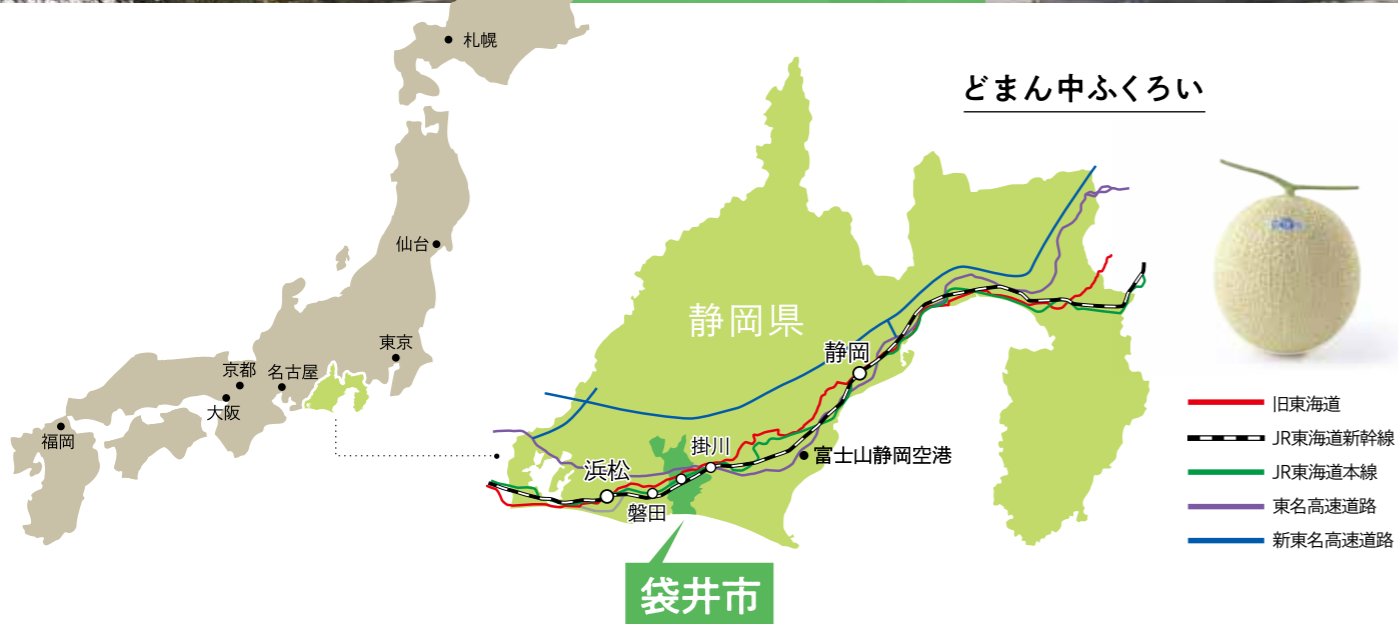 札幌
仙台
東京
京都
名古屋
大阪
福岡
どまん中ふくろい
静岡県
静岡
掛川
富士山静岡空港
浜松
磐田
袋井市
旧東海道
JR東海道新幹線
JR東海道本線
東名高速道路
新東名高速道路